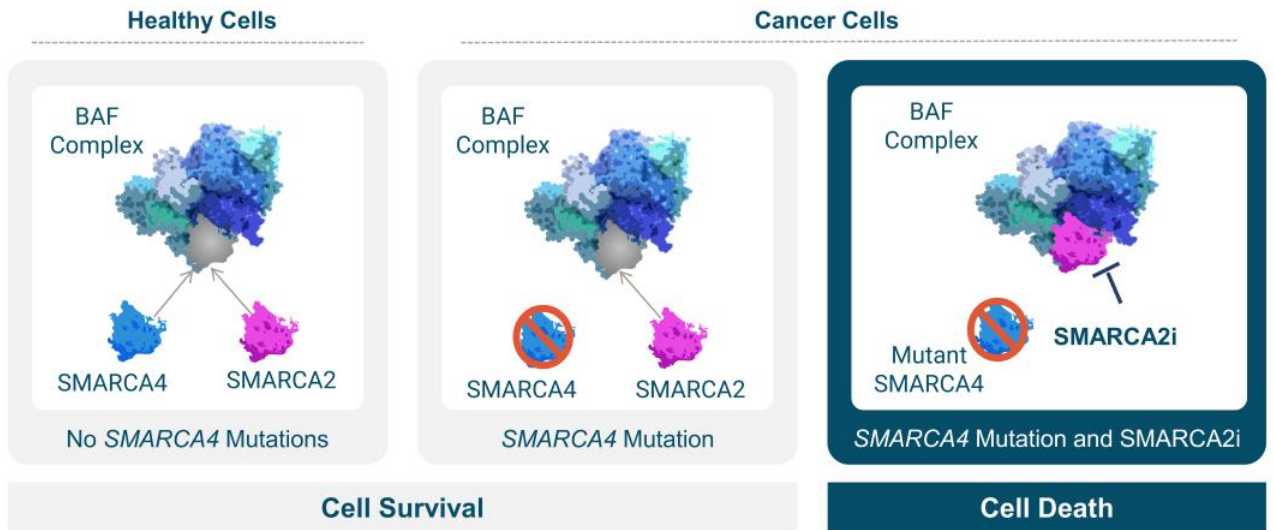 Healthy Cells
Cancer Cells
BAF
Complex
SMARCA4
SMARCA2
No SMARCA4 Mutations
BAF
Complex
SMARCA4
SMARCA2
SMARCA4 Mutation
BAF
Complex
SMARCA2i
Mutant
SMARCA4
SMARCA4 Mutation and SMARCA2i
Cell Survival
Cell Death